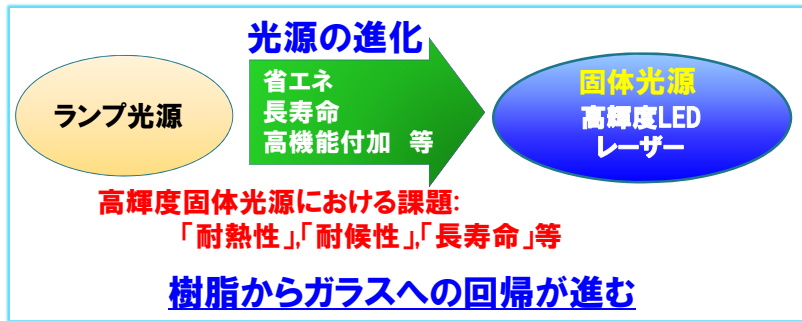 光源の進化
ランプ光源
省エネ
長寿命
高機能付加 等
固体光源
高輝度LED
レーザー
高輝度固体光源における課題:
「耐熱性」,「耐候性」,「長寿命」等
樹脂からガラスへの回帰が進む